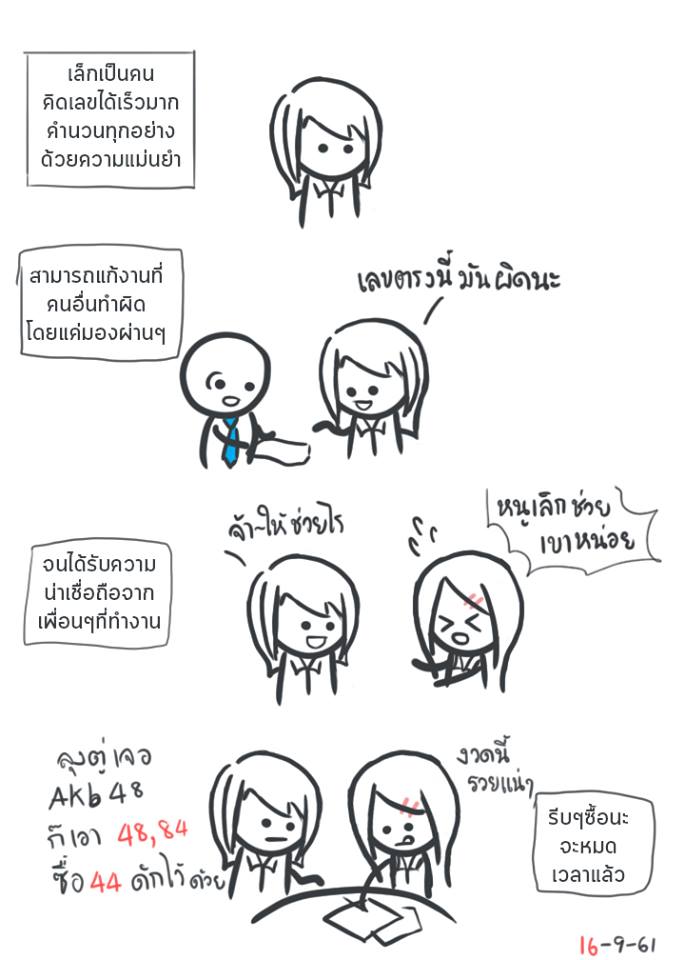 เล็กเป็นคน
คิดเลขได้เร็วมาก
คำนวนทุกอย่าง
ด้วยความแม่นยำ
สามารถแก้งานที่
คนอื่นทำผิด
โดยแค่มองผ่านๆ
เลขตรงนี้มันผิดนะ
จนได้รับความ
น่าเชื่อถือจาก
เพื่อนๆที่ทำงาน
จ้า~ให้ช่วยไร
หนูเล็กช่วย
เขาหน่อย
ลุงตู่เจอ
AKb48
ก็เอา 48,84
ซื้อ 44 ดักไว้ด้วย
งวดนี้
รวยแน่ๆ
รีบๆซื้อนะ
จะหมด
เวลาแล้ว
16-9-61